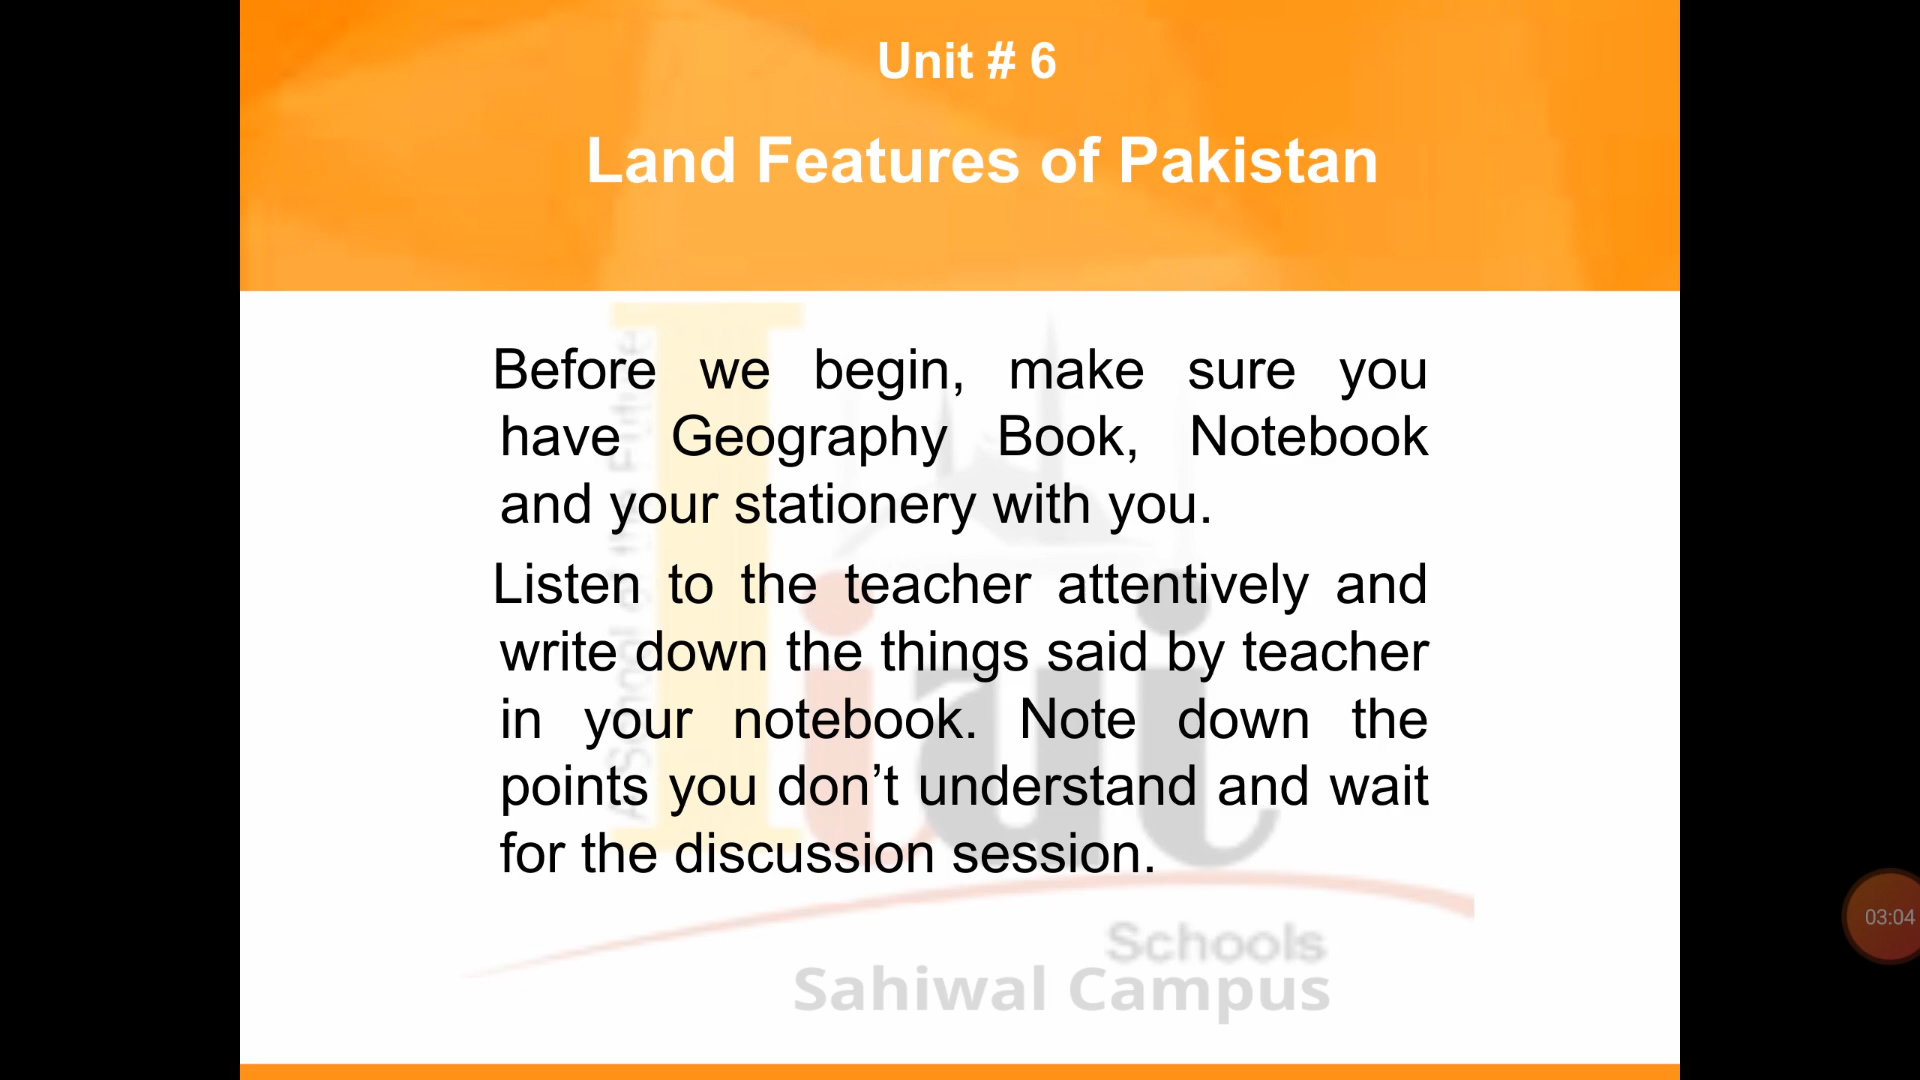 Unit # 6
Land Features of Pakistan
Before we begin, make sure you
have Geography Book, Notebook
and your stationery with you.
Listen to the teacher attentively and
write down the things said by teacher
in your notebook. Note down the
points you don’t understand and wait
for the discussion session.
Schools
Sahiwal Campus
03:04